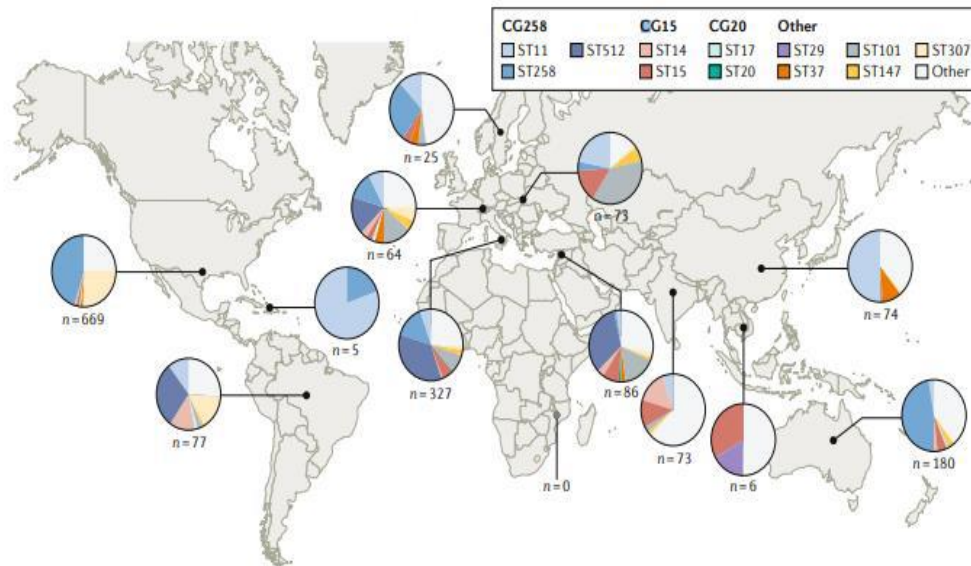 CG258 CG15 CG20 Other
ST11 ST512 ST14 ST17 ST29 ST101 ST307
ST258 ST15 ST20 ST37 ST147 Other
n=25
n=73
n=64
n=669
n=5
n=74
n=327
n=86
n=77
n=73
n=6
n=180
n=0